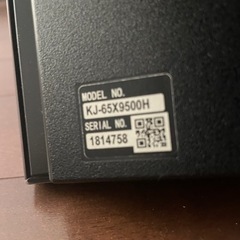 MODEL NO.
KJ-65X9500H
SERIAL NO.
1814758